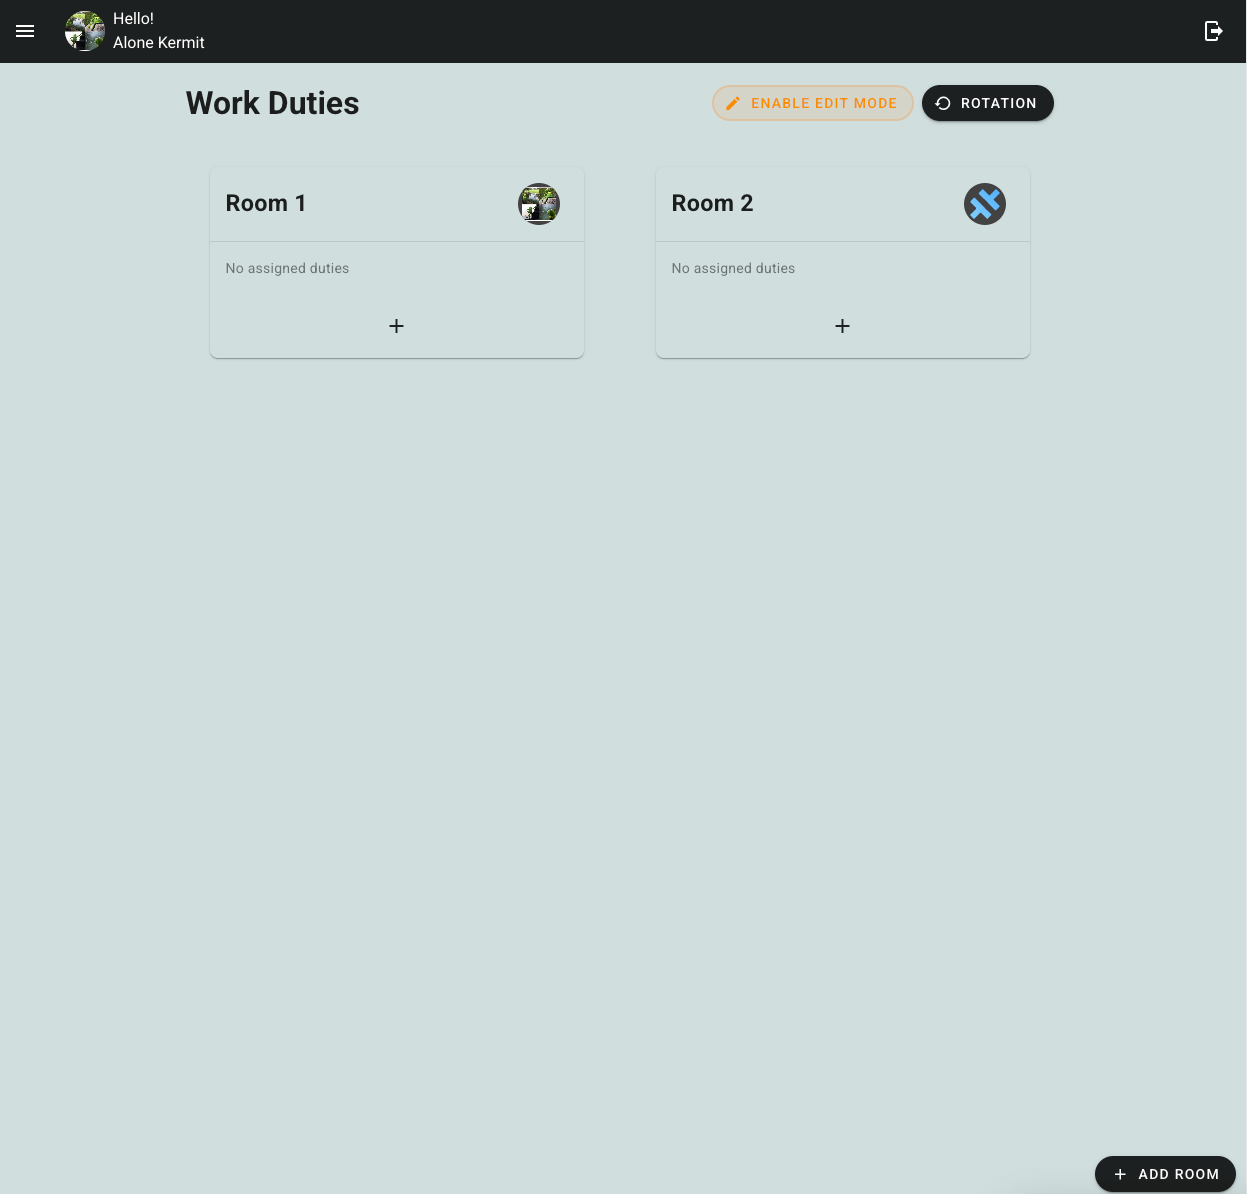 Hello!
Alone Kermit
Work Duties
ENABLE EDIT MODE
ROTATION
Room 1
No assigned duties
Room 2
No assigned duties
ADD ROOM